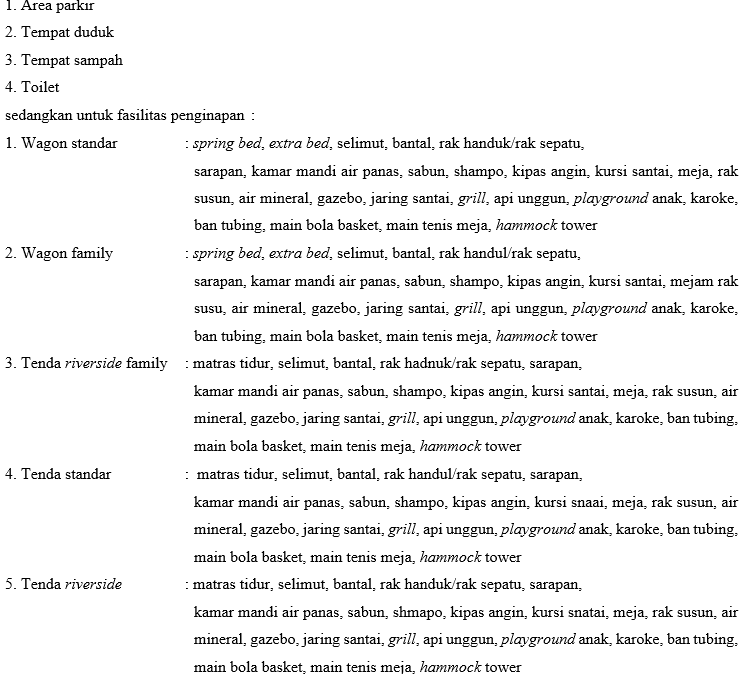 1. Area parkir
2. Tempat duduk
3. Tempat sampah
4. Toilet
sedangkan untuk fasilitas penginapan :
1. Wagon standar : spring bed, extra bed, selimut, bantal, rak handuk/rak sepatu,
sarapan, kamar mandi air panas, sabun, shampo, kipas angin, kursi santai, meja, rak
susun, air mineral, gazebo, jaring santai, grill, api unggun, playground anak, karoke,
ban tubing, main bola basket, main tenis meja, hammock tower
2. Wagon family : spring bed, extra bed, selimut, bantal, rak handul/rak sepatu,
sarapan, kamar mandi air panas, sabun, shampo, kipas angin, kursi santai, mejam rak
susu, air mineral, gazebo, jaring santai, grill, api unggun, playground anak, karoke,
ban tubing, main bola basket, main tenis meja, hammock tower
3. Tenda riverside family : matras tidur, selimut, bantal, rak hadnuk/rak sepatu, sarapan,
kamar mandi air panas, sabun, shampo, kipas angin, kursi santai, meja, rak susun, air
mineral, gazebo, jaring santai, grill, api unggun, playground anak, karoke, ban tubing,
main bola basket, main tenis meja, hammock tower
4. Tenda standar : matras tidur, selimut, bantal, rak handul/rak sepatu, sarapan,
kamar mandi air panas, sabun, shampo, kipas angin, kursi snaai, meja, rak susun, air
mineral, gazebo, jaring santai, grill, api unggun, playground anak, karoke, ban tubing,
main bola basket, main tenis meja, hammock tower
5. Tenda riverside : matras tidur, selimut, bantal, rak handuk/rak sepatu, sarapan,
kamar mandi air panas, sabun, shmapo, kipas angin, kursi snatai, meja, rak susun, air
mineral, gazebo, jaring santai, grill, api unggun, playground anak, karoke, ban tubing,
main bola basket, main tenis meja, hammock tower